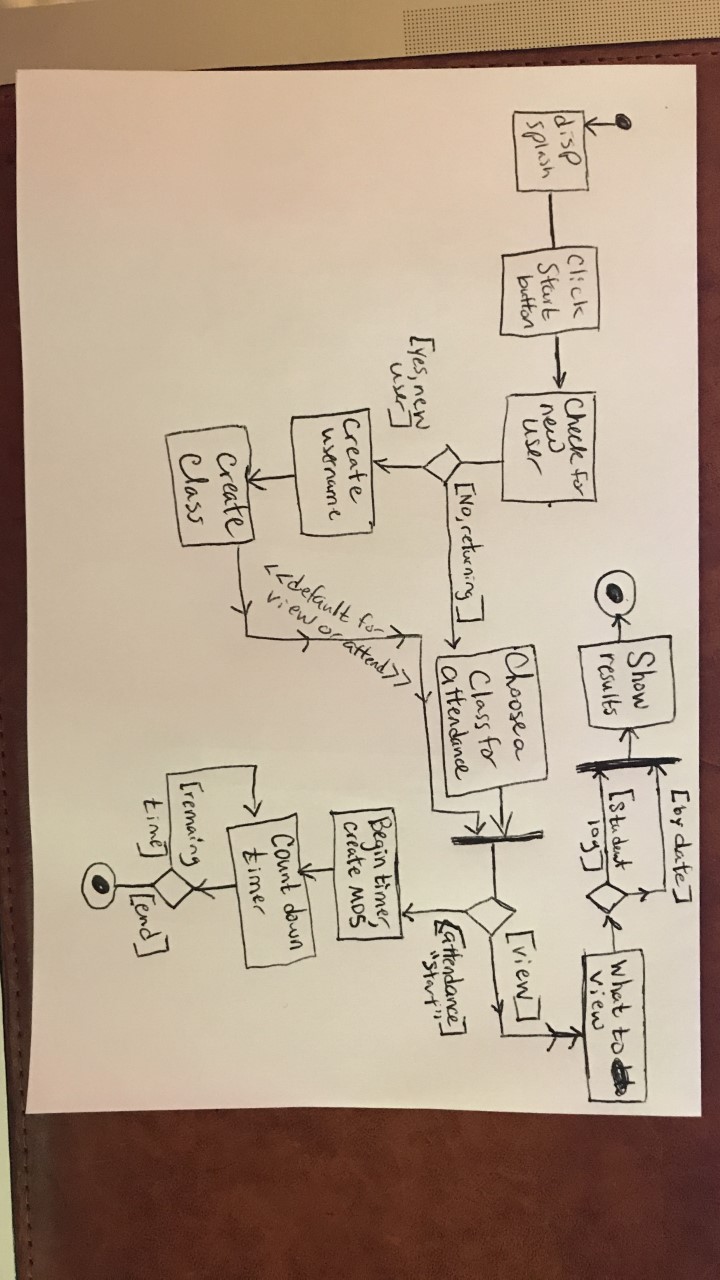 disp
splash
Click
Start
button
Check for
new
user
[No, returning]
[yes, new
user]
Create
username
Create
Class
<<default for
view or attend>>
Choose a
Class for
attendance
[view]
What to
view
[by date]
[Student
log]
Show
results
[attendance]
"Start"
Begin timer,
create MD5
Count down
timer
[remaing
time]
[end]